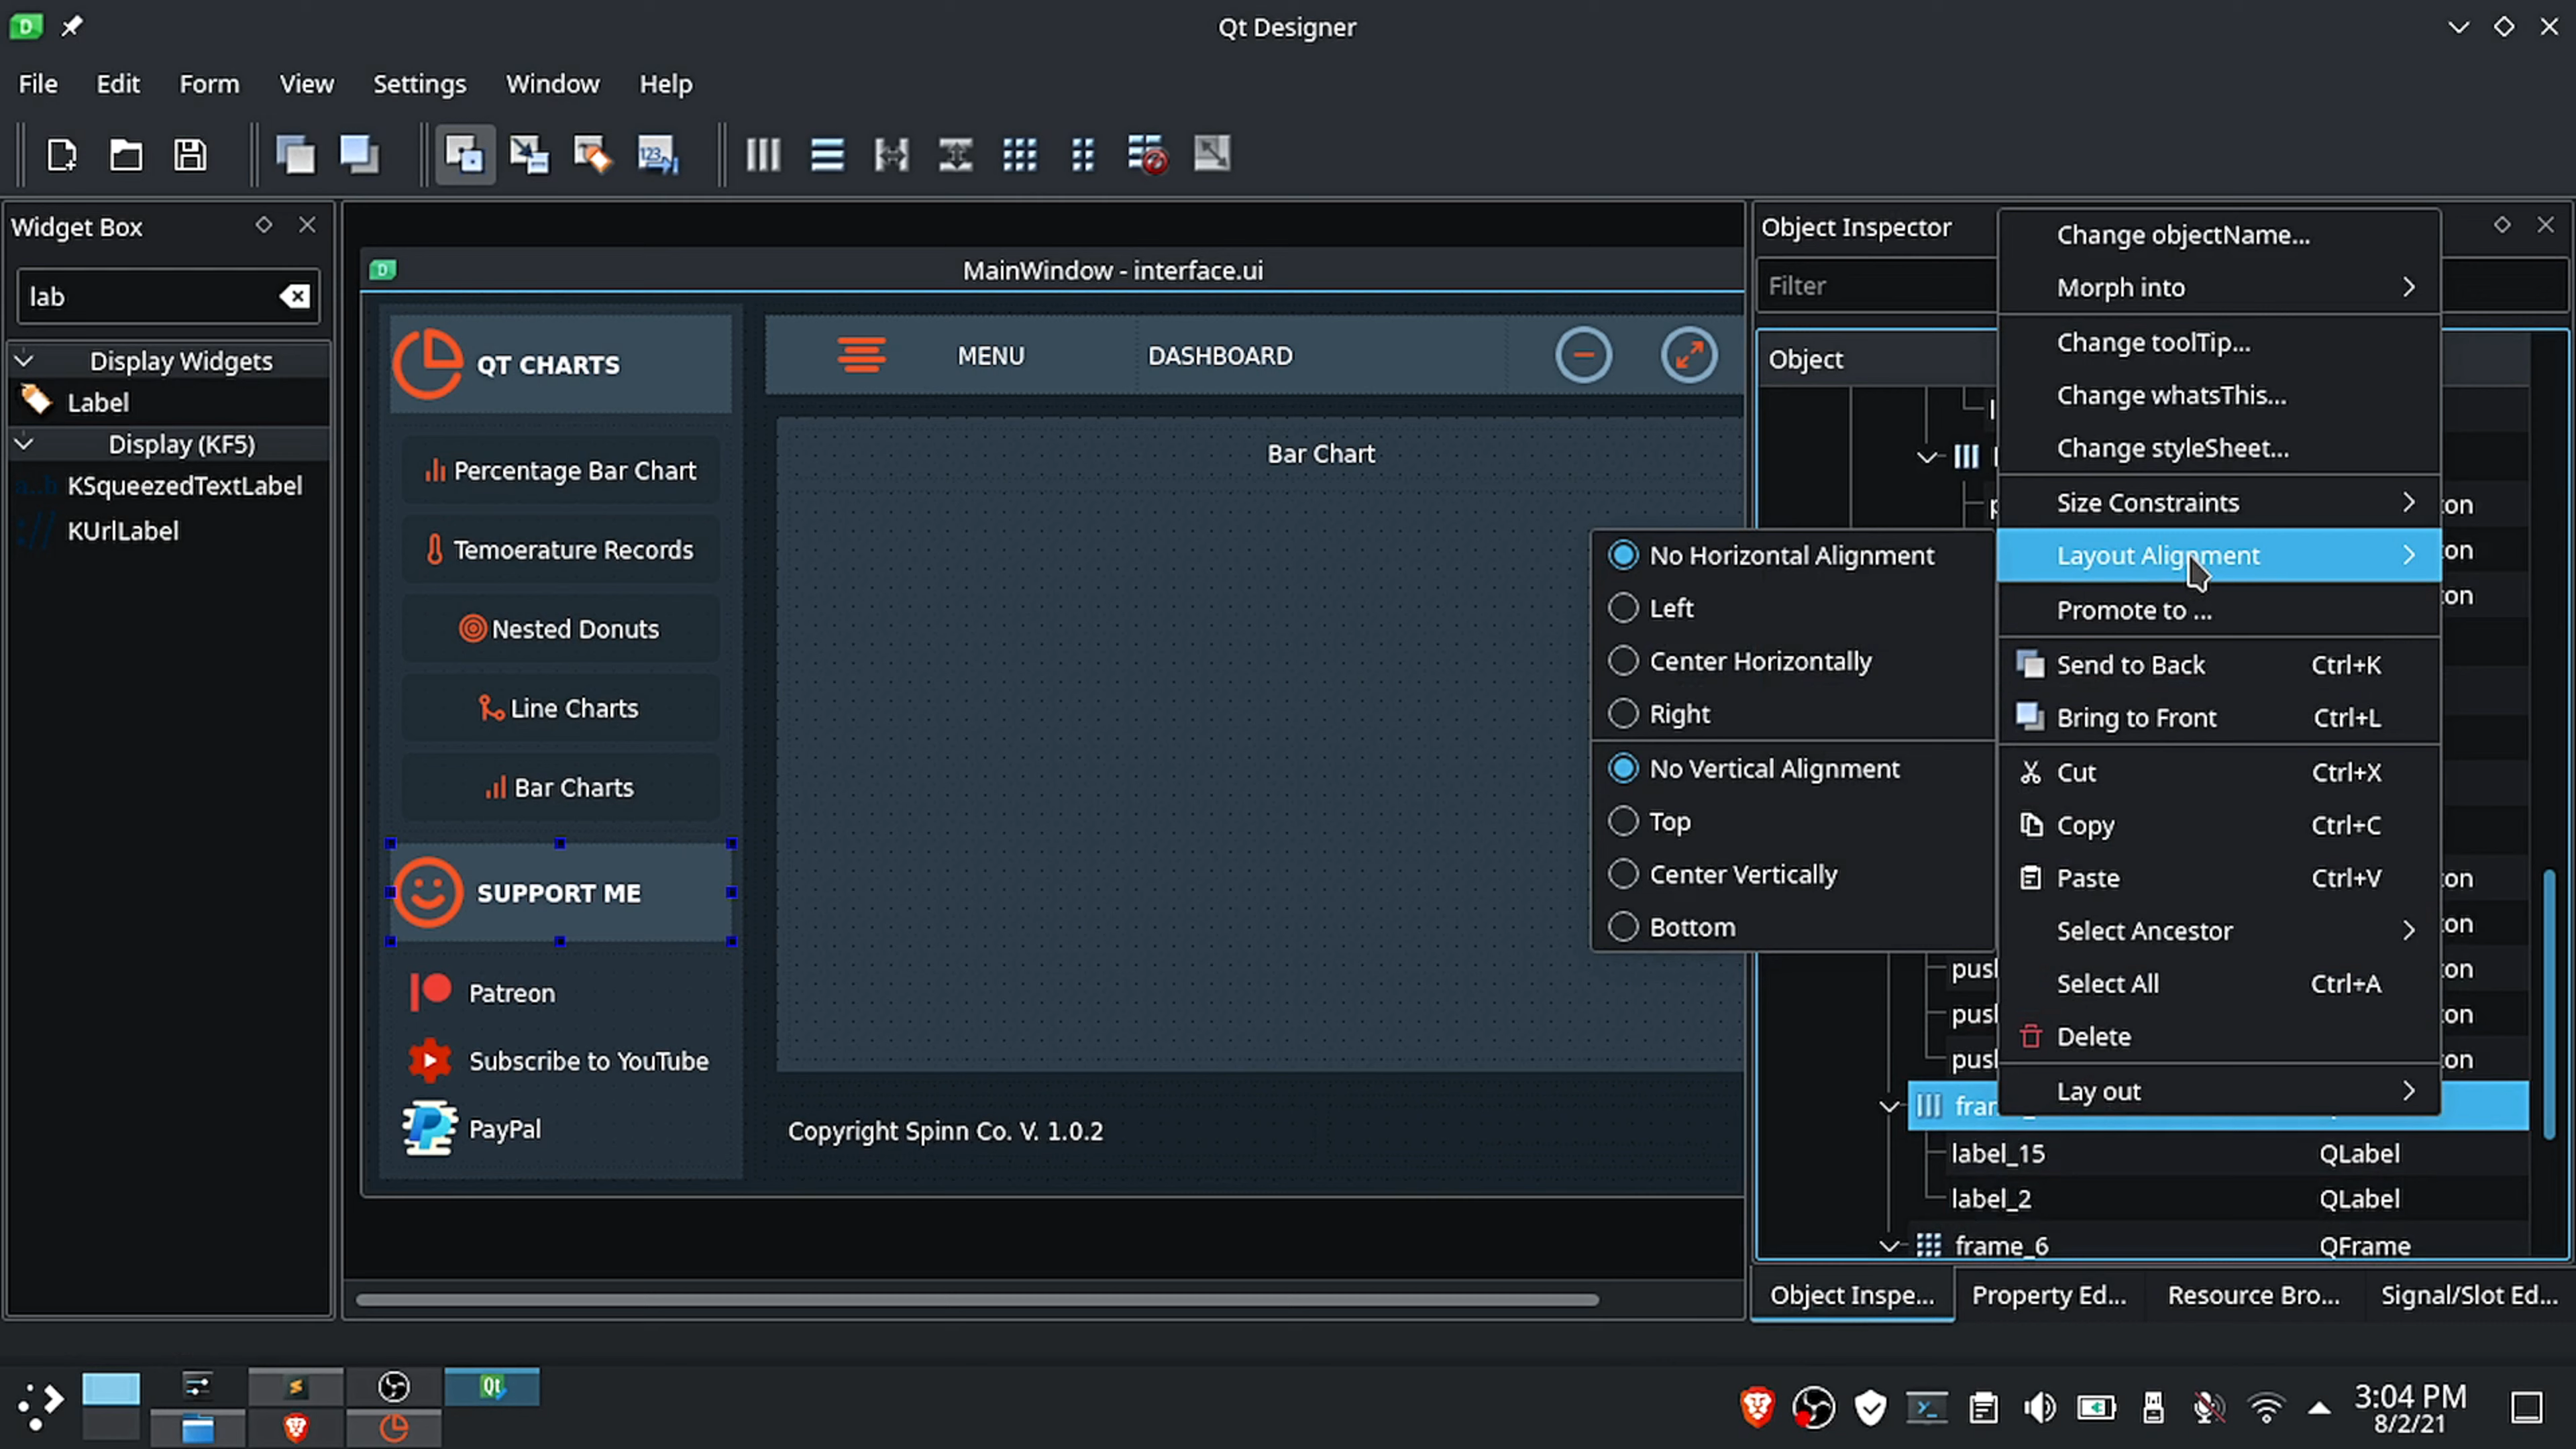 Qt Designer
File Edit Form View Settings Window Help
Widget Box
lab
Display Widgets
Label
Display (KF5)
KSqueezedTextLabel
KUrlLabel
MainWindow - interface.ui
QT CHARTS
MENU
DASHBOARD
Percentage Bar Chart
Temoerature Records
Nested Donuts
Line Charts
Bar Charts
SUPPORT ME
Patreon
Subscribe to YouTube
PayPal
Bar Chart
Copyright Spinn Co. V. 1.0.2
No Horizontal Alignment
Left
Center Horizontally
Right
No Vertical Alignment
Top
Center Vertically
Bottom
Object Inspector
Filter
Object
Change objectName...
Morph into
Change toolTip...
Change whatsThis...
Change styleSheet...
Size Constraints
Layout Alignment
Promote to ...
Send to Back Ctrl+K
Bring to Front Ctrl+L
Cut Ctrl+X
Copy Ctrl+C
Paste Ctrl+V
Select Ancestor
Select All Ctrl+A
Delete
Lay out
label_15 QLabel
label_2 QLabel
frame_6 QFrame
Object Inspe... Property Ed... Resource Bro... Signal/Slot Ed...
3:04 PM
8/2/21